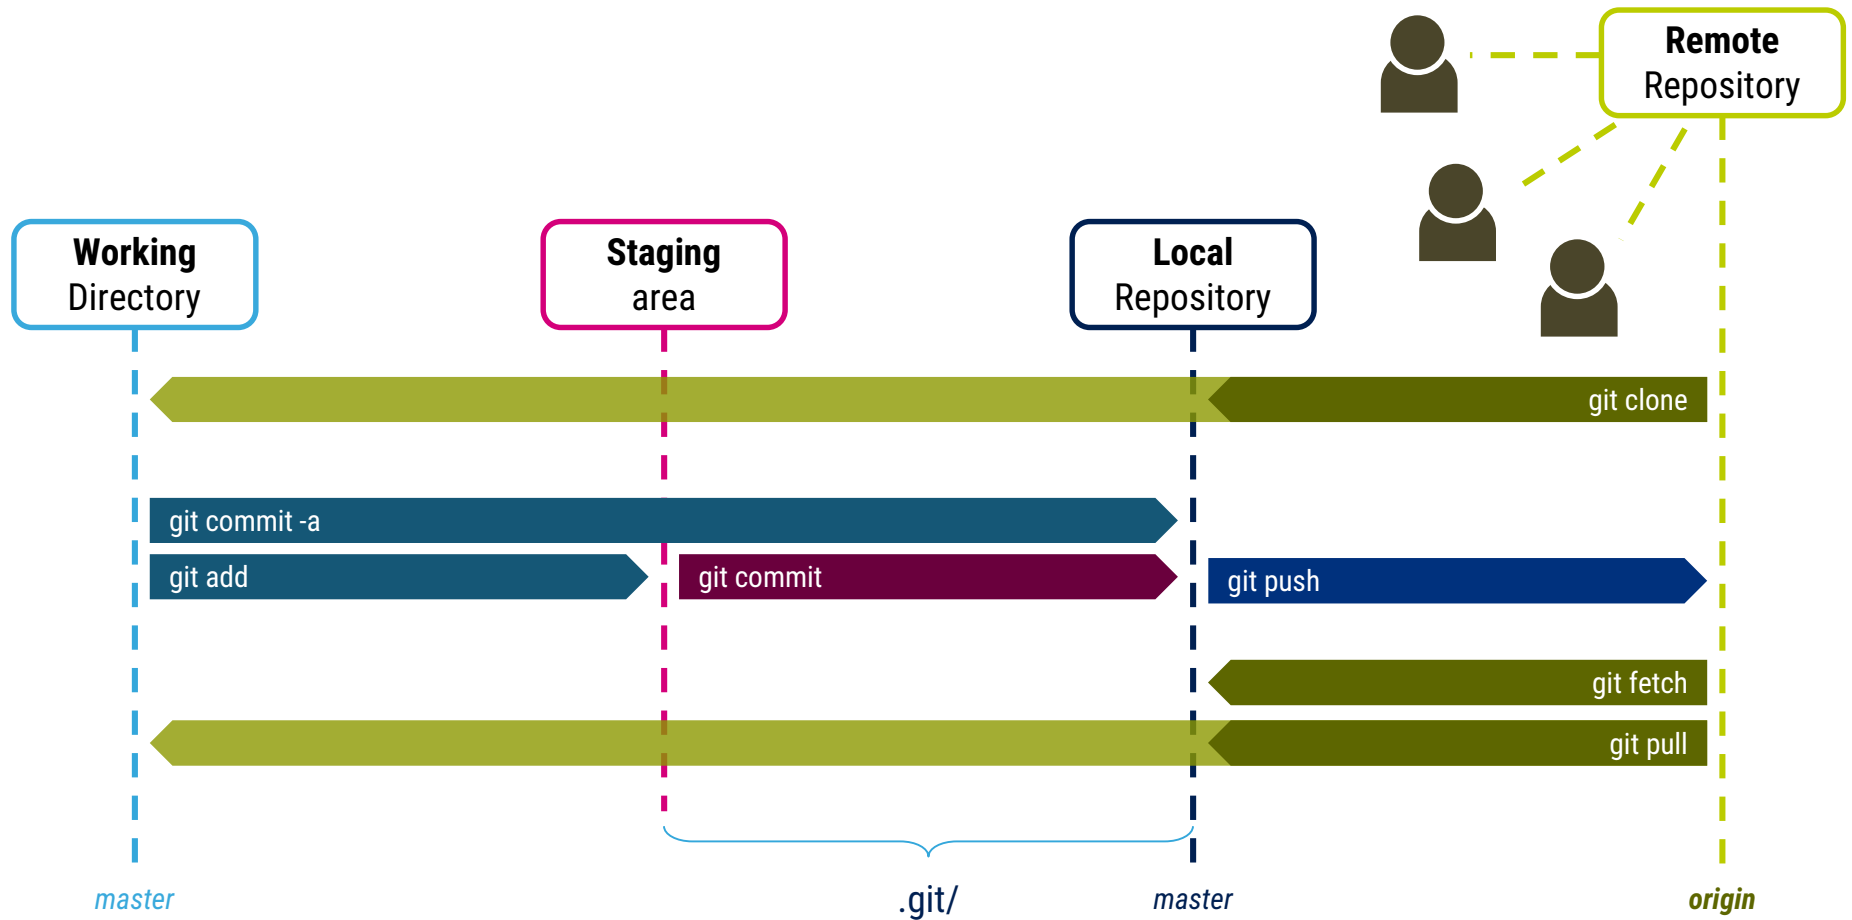 Remote
Repository
Working
Directory
Staging
area
Local
Repository
git clone
git commit -a
git add
git commit
git push
git fetch
git pull
master
.git/
master
origin